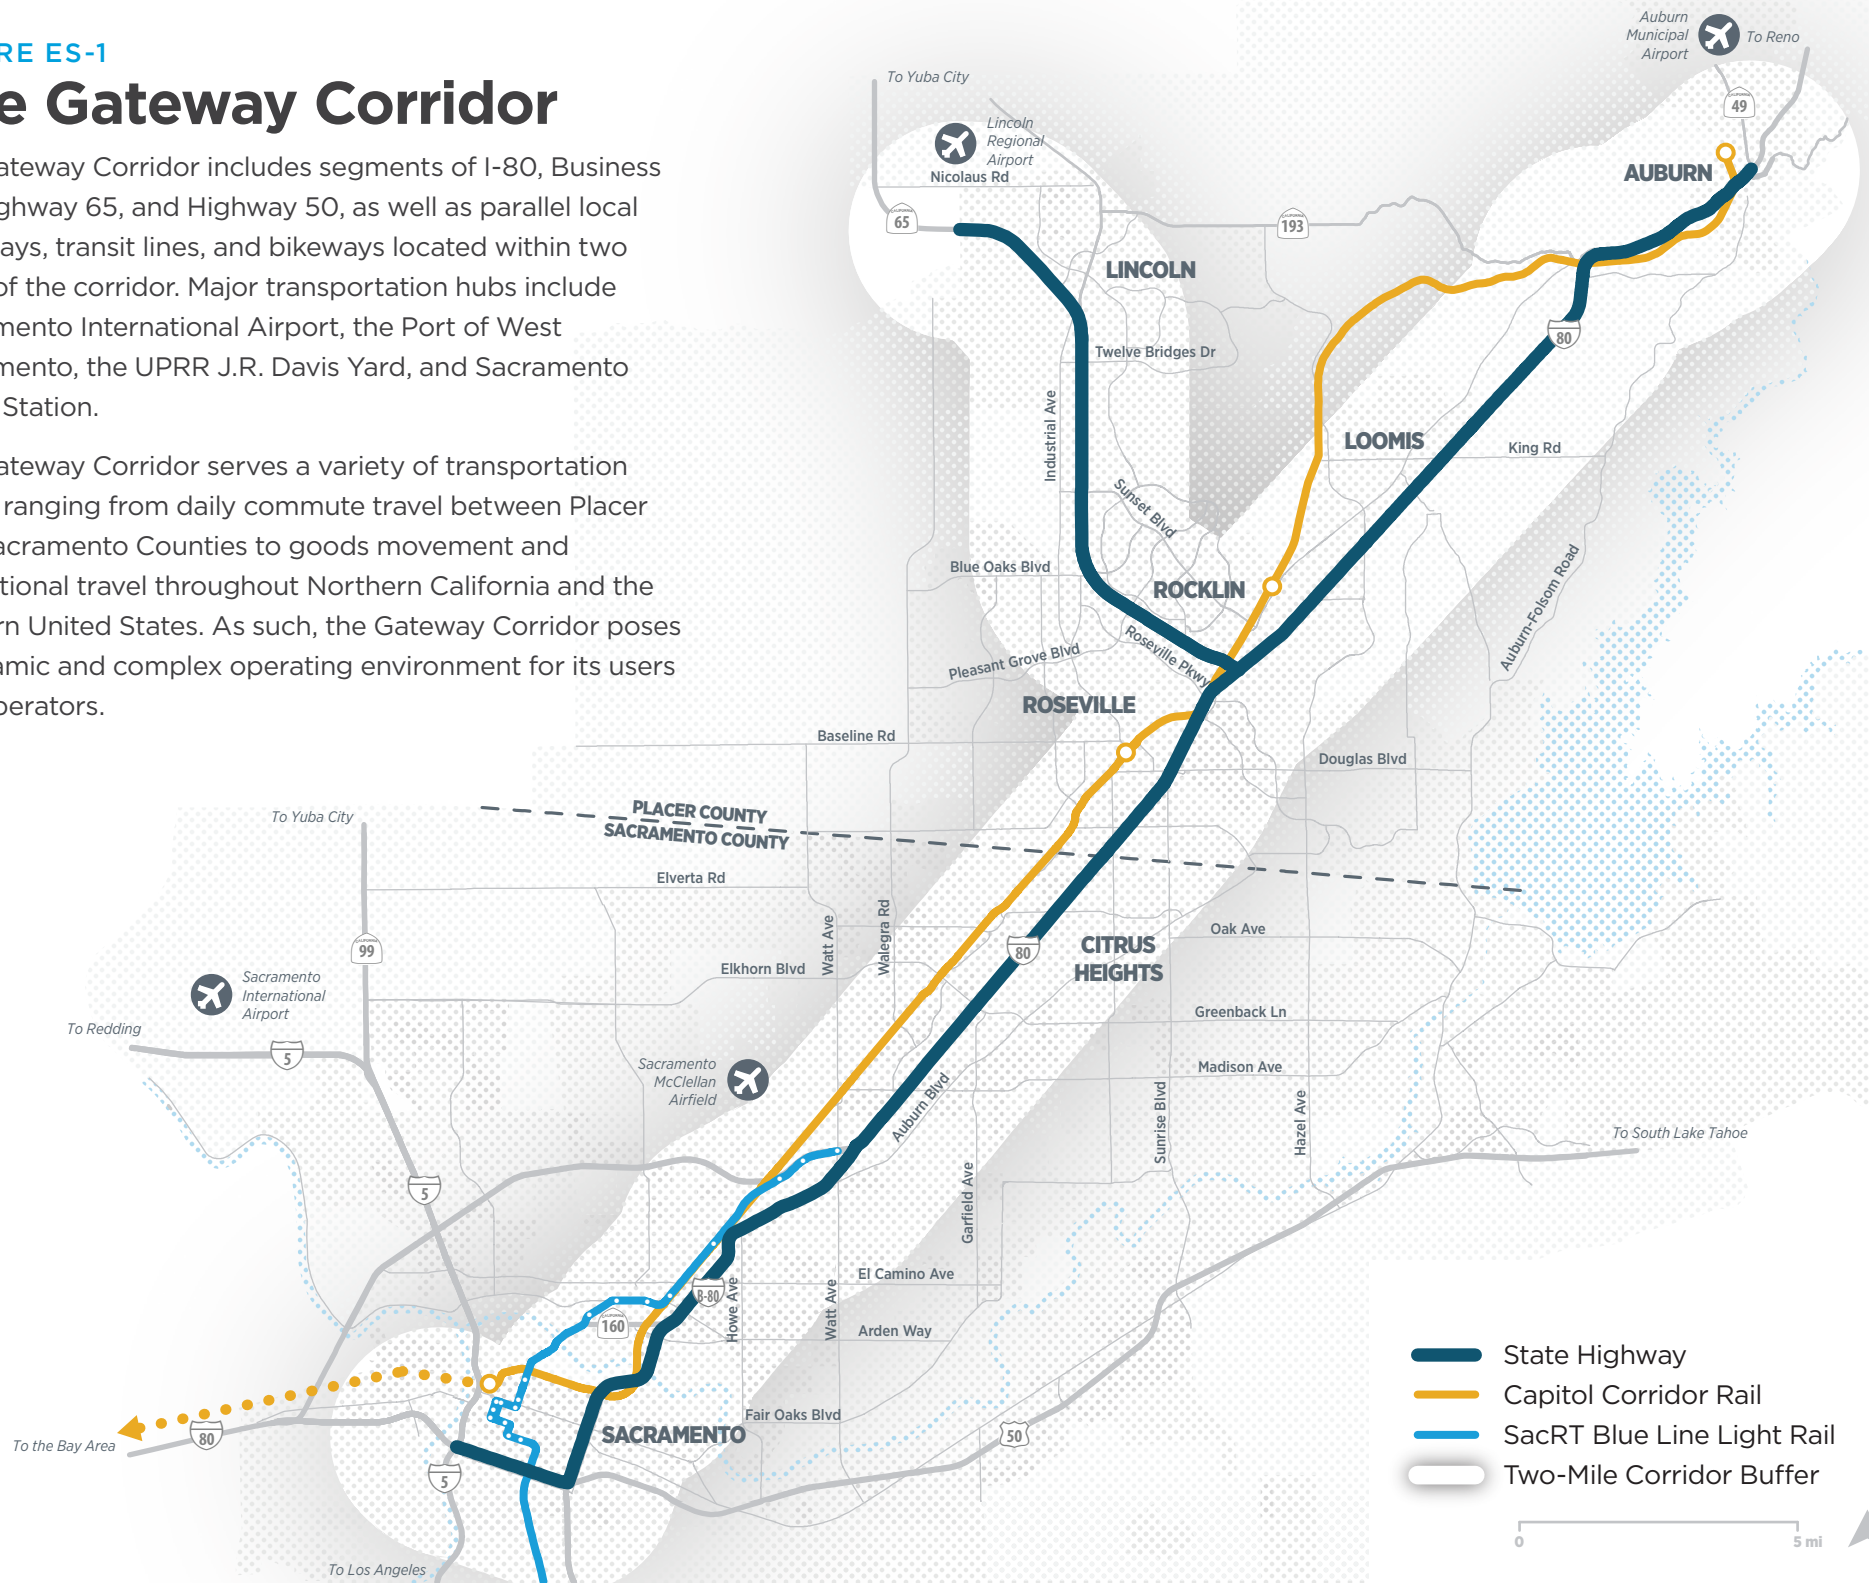 RE ES-1
e Gateway Corridor
ateway Corridor includes segments of I-80, Business
ghway 65, and Highway 50, as well as parallel local
ays, transit lines, and bikeways located within two
of the corridor. Major transportation hubs include
mento International Airport, the Port of West
mento, the UPRR J.R. Davis Yard, and Sacramento
Station.
ateway Corridor serves a variety of transportation
ranging from daily commute travel between Placer
acramento Counties to goods movement and
tional travel throughout Northern California and the
rn United States. As such, the Gateway Corridor poses
amic and complex operating environment for its users
perators.
Auburn
Municipal
Airport
To Reno
49
AUBURN
To Yuba City
Lincoln
Regional
Airport
Nicolaus Rd
65
193
LINCOLN
Twelve Bridges Dr
80
Industrial Ave
LOOMIS
King Rd
Sunset Blvd
Blue Oaks Blvd
ROCKLIN
Auburn-Folsom Road
Roseville Pkwy
Pleasant Grove Blvd
ROSEVILLE
Baseline Rd
Douglas Blvd
PLACER COUNTY
SACRAMENTO COUNTY
To Yuba City
Elverta Rd
99
Watt Ave
Walegra Rd
Oak Ave
80
CITRUS
HEIGHTS
Elkhorn Blvd
Sacramento
International
Airport
Greenback Ln
To Redding
5
Sacramento
McClellan
Airfield
Madison Ave
Auburn Blvd
Sunrise Blvd
Hazel Ave
To South Lake Tahoe
5
Garfield Ave
El Camino Ave
B-80
Howe Ave
Watt Ave
160
Arden Way
Fair Oaks Blvd
SACRAMENTO
50
80
To the Bay Area
5
To Los Angeles
State Highway
Capitol Corridor Rail
SacRT Blue Line Light Rail
Two-Mile Corridor Buffer
0
5 mi